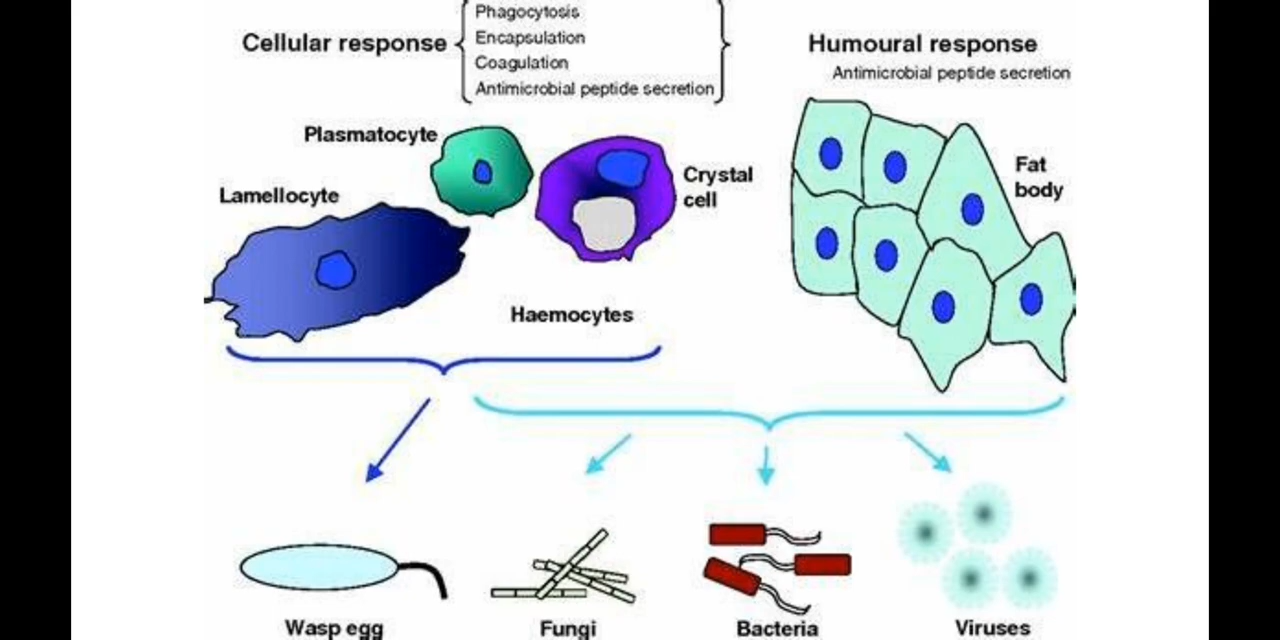 Cellular response
Phagocytosis
Encapsulation
Coagulation
Antimicrobial peptide secretion
Humoural response
Antimicrobial peptide secretion
Plasmatocyte
Lamellocyte
Crystal
cell
Fat
body
Haemocytes
Wasp egg
Fungi
Bacteria
Viruses